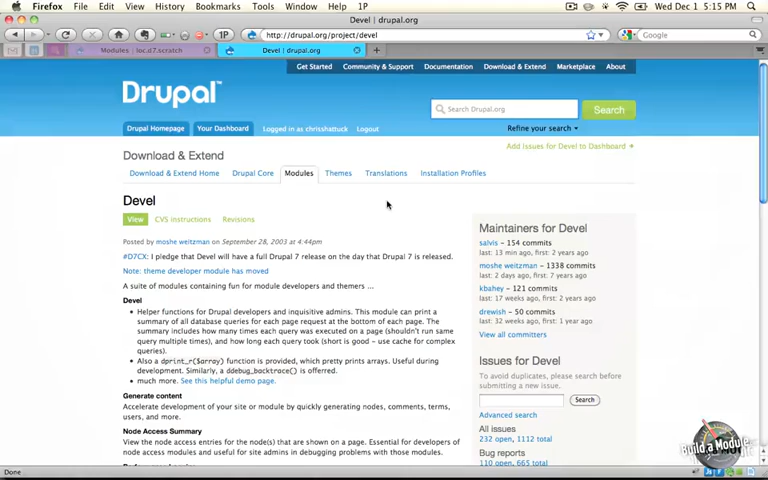 Firefox File Edit View History Bookmarks Tools Window Help 1P Wed Dec 1 5:15 PM
Devel | drupal.org
http://drupal.org/project/devel Google
Modules | loc.d7.scratch Devel | drupal.org
Get Started Community & Support Documentation Download & Extend Marketplace About
Drupal™
Search Drupal.org Search
Drupal Homepage Your Dashboard Logged in as chrisshattuck Logout Refine your search
Add Issues for Devel to Dashboard
Download & Extend
Download & Extend Home Drupal Core Modules Themes Translations Installation Profiles
Devel
View CVS instructions Revisions
Posted by moshe weitzman on September 28, 2003 at 4:44pm
#D7CX: I pledge that Devel will have a full Drupal 7 release on the day that Drupal 7 is released.
Note: theme developer module has moved
A suite of modules containing fun for module developers and themers ...
Devel
• Helper functions for Drupal developers and inquisitive admins. This module can print a
summary of all database queries for each page request at the bottom of each page. The
summary includes how many times each query was executed on a page (shouldn't run same
query multiple times), and how long each query took (short is good - use cache for complex
queries).
• Also a dprint_r($array) function is provided, which pretty prints arrays. Useful during
development. Similarly, a ddebug_backtrace() is offered.
• much more. See this helpful demo page.
Generate content
Accelerate development of your site or module by quickly generating nodes, comments, terms,
users, and more.
Node Access Summary
View the node access entries for the node(s) that are shown on a page. Essential for developers
of node access modules and useful for site admins in debugging problems with those modules.
Maintainers for Devel
salvis – 154 commits
last: 13 min ago, first: 2 years ago
moshe weitzman – 1338 commits
last: 2 days ago, first: 7 years ago
kbahey – 121 commits
last: 17 weeks ago, first: 5 years ago
drewish – 50 commits
last: 32 weeks ago, first: 1 year ago
View all committers
Issues for Devel
To avoid duplicates, please search before
submitting a new issue.
Search
Advanced search
All issues
232 open, 1112 total
Bug reports
110 open, 665 total
Build a Module
Done